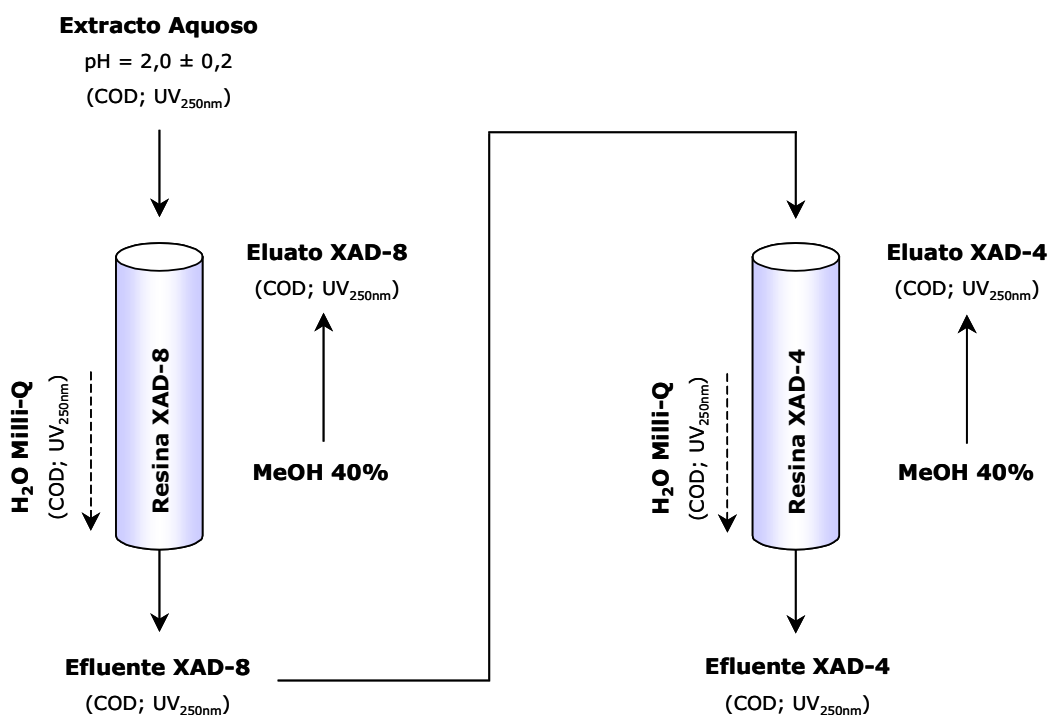 Extracto Aquoso
pH = 2,0 ± 0,2
(COD; UV250nm)
Eluato XAD-8
(COD; UV250nm)
H2O Milli-Q
(COD; UV250nm)
Resina XAD-8
MeOH 40%
Efluente XAD-8
(COD; UV250nm)
Eluato XAD-4
(COD; UV250nm)
H2O Milli-Q
(COD; UV250nm)
Resina XAD-4
MeOH 40%
Efluente XAD-4
(COD; UV250nm)